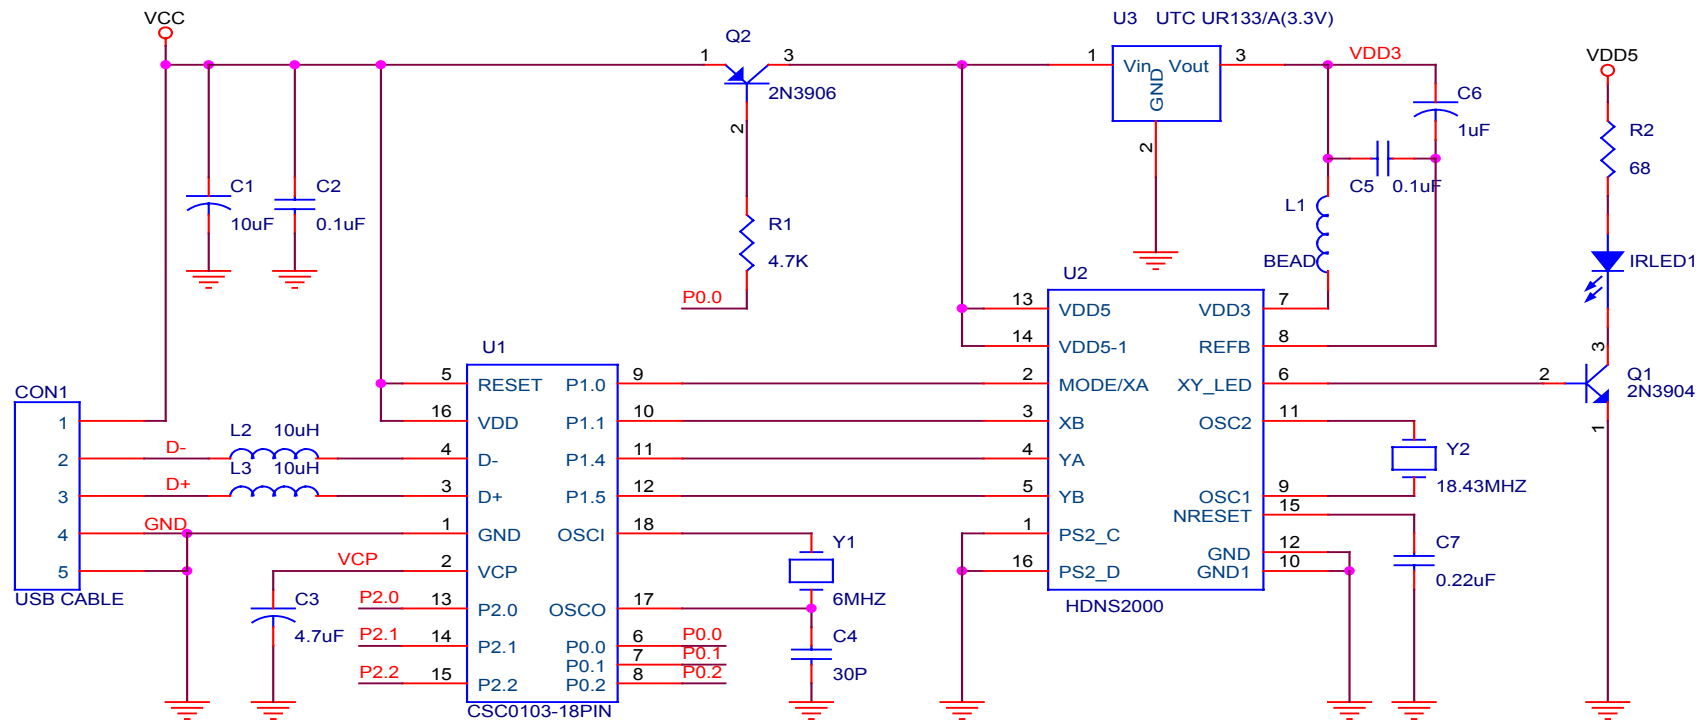 VCC
U3 UTC UR133/A(3.3V)
Q2
1
3
1
Vin
Vout
GND
3
VDD3
VDD5
2N3906
2
2
C6
1uF
R2
68
C5
0.1uF
C1
10uF
C2
0.1uF
R1
4.7K
L1
BEAD
IRLED1
P0.0
U2
13 VDD5
VDD3 7
14 VDD5-1
REFB 8
U1
3
5 RESET
P1.0 9
2 MODE/XA
XY_LED 6
2
Q1
2N3904
1
CON1
1
16 VDD
P1.1 10
3 XB
OSC2 11
L2 10uH
D-
2
4 D-
P1.4 11
4 YA
Y2
18.43MHZ
L3 10uH
D+
3
3 D+
P1.5 12
5 YB
OSC1 9
NRESET 15
GND
4
1 GND
OSCI 18
1 PS2_C
GND 12
C7
0.22uF
Y1
6MHZ
VCP
5
2 VCP
16 PS2_D
GND1 10
USB CABLE
C3
4.7uF
P2.0
13 P2.0
OSCO 17
HDNS2000
P2.1
14 P2.1
P0.0 6 P0.0
C4
30P
P0.1 7 P0.1
P2.2
15 P2.2
P0.2 8 P0.2
CSC0103-18PIN